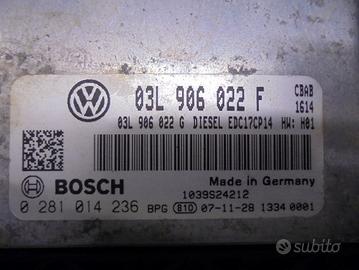 03L 906 022 F
CBAB
1614
03L 906 022 G DIESEL EDC17CP14 HW: H01
Made in Germany
BOSCH
1039S24212
0 281 014 236 BPG 810 07-11-28 1334 0001
subito